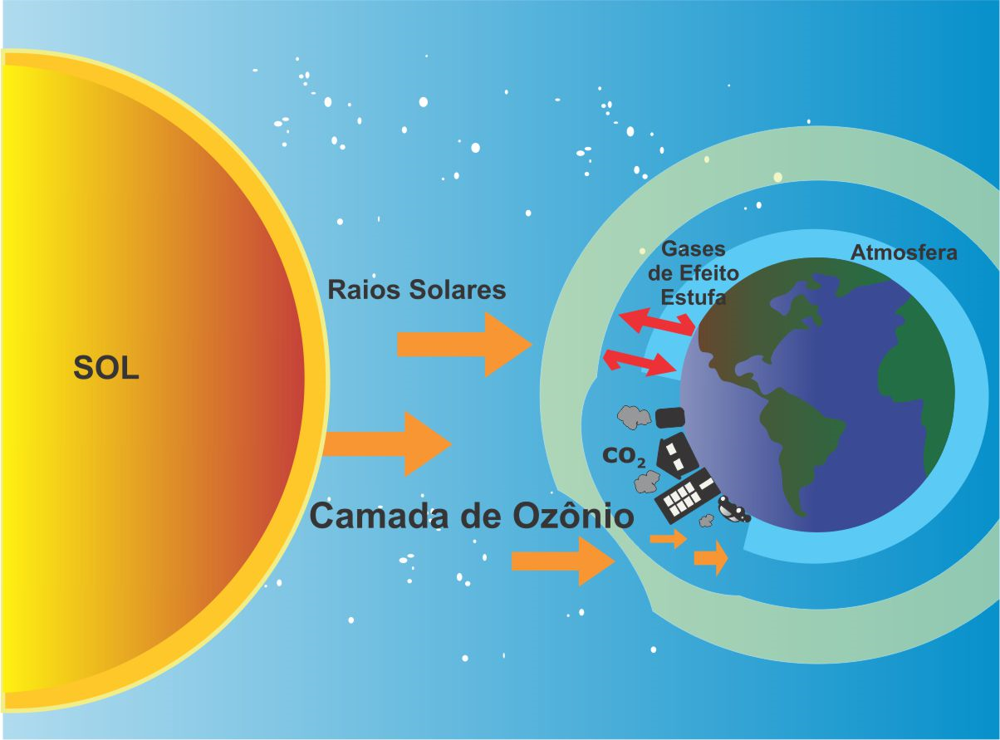 SOL
Raios Solares
Camada de Ozônio
Gases
de Efeito
Estufa
Atmosfera
CO₂